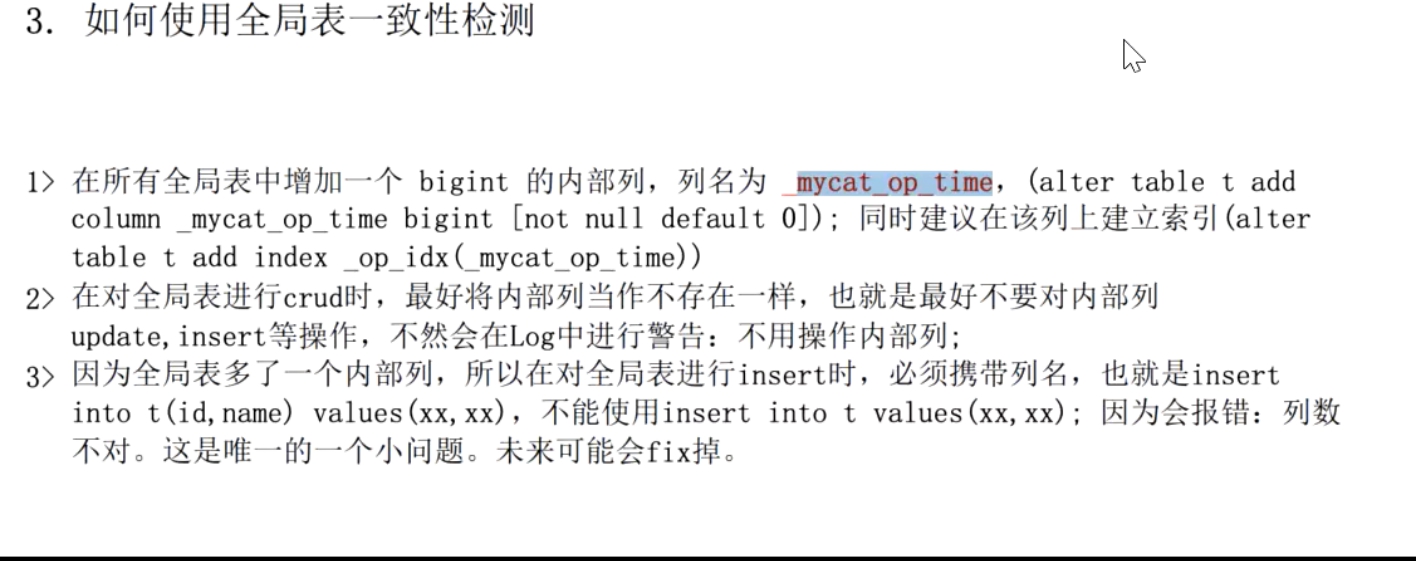 3. 如何使用全局表一致性检测
1> 在所有全局表中增加一个 bigint 的内部列，列名为 _mycat_op_time，(alter table t add
column _mycat_op_time bigint [not null default 0]); 同时建议在该列上建立索引(alter
table t add index _op_idx(_mycat_op_time))
2> 在对全局表进行crud时，最好将内部列当作不存在一样，也就是最好不要对内部列
update,insert等操作，不然会在Log中进行警告：不用操作内部列;
3> 因为全局表多了一个内部列，所以在对全局表进行insert时，必须携带列名，也就是insert
into t(id,name) values(xx,xx)，不能使用insert into t values(xx,xx); 因为会报错：列数
不对。这是唯一的一个小问题。未来可能会fix掉。